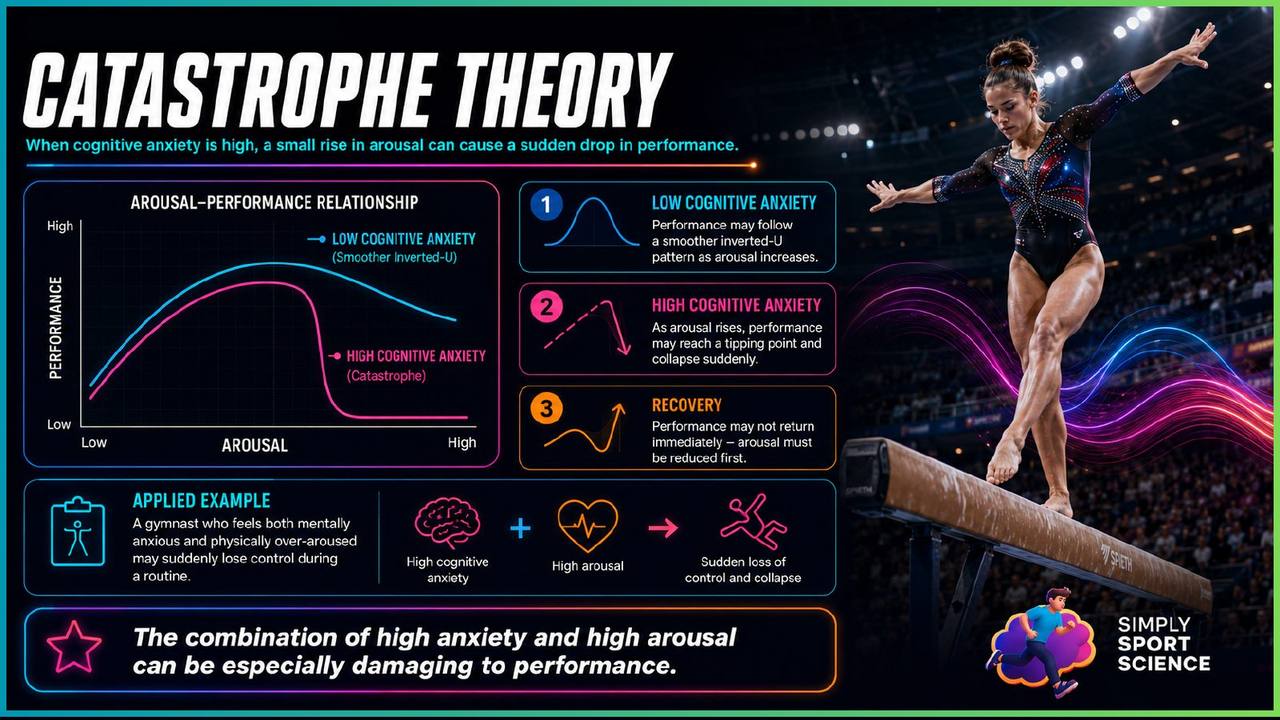 CATASTROPHE THEORY
When cognitive anxiety is high, a small rise in arousal can cause a sudden drop in performance.
AROUSAL–PERFORMANCE RELATIONSHIP
High
LOW COGNITIVE ANXIETY
(Smoother Inverted-U)
PERFORMANCE
HIGH COGNITIVE ANXIETY
(Catastrophe)
Low
Low
AROUSAL
High
1
LOW COGNITIVE ANXIETY
Performance may follow
a smoother inverted-U
pattern as arousal increases.
2
HIGH COGNITIVE ANXIETY
As arousal rises, performance
may reach a tipping point and
collapse suddenly.
3
RECOVERY
Performance may not return
immediately – arousal must
be reduced first.
APPLIED EXAMPLE
A gymnast who feels both mentally
anxious and physically over-aroused
may suddenly lose control during
a routine.
High cognitive
anxiety
+
High arousal
Sudden loss of
control and collapse
The combination of high anxiety and high arousal
can be especially damaging to performance.
SPIETH
SPIETH
SIMPLY
SPORT
SCIENCE